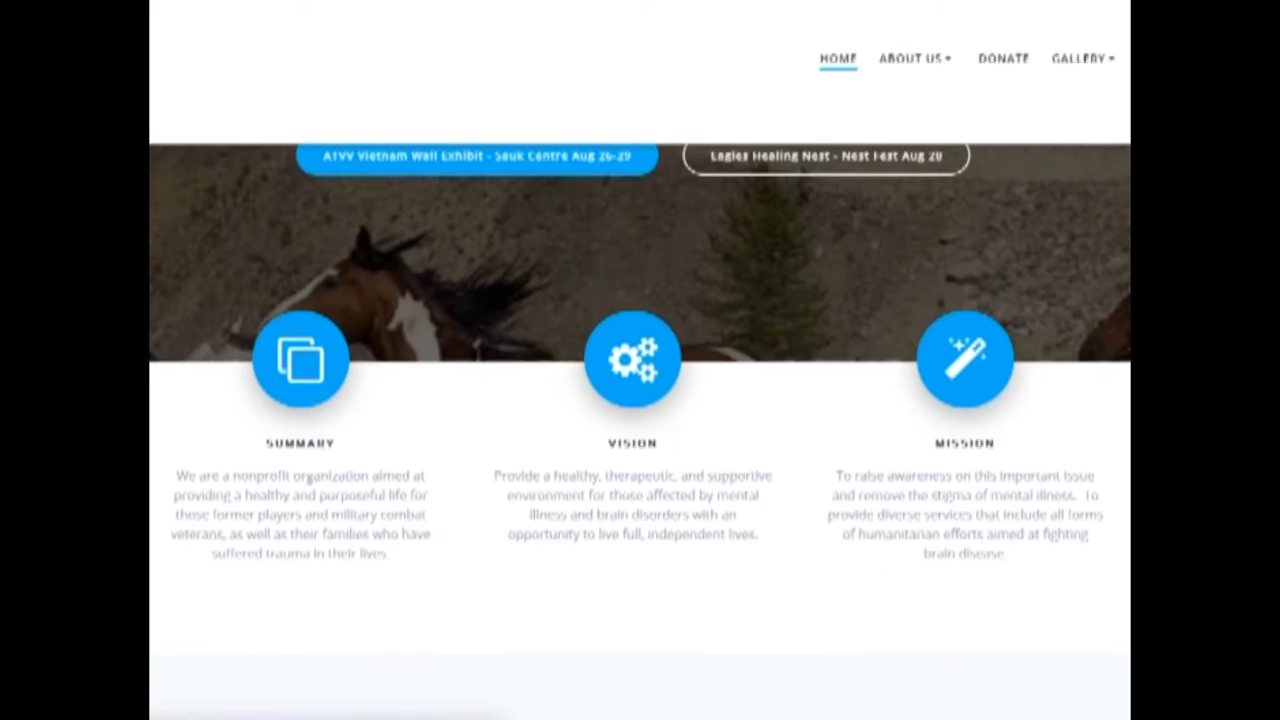 HOME ABOUT US DONATE GALLERY
A1VV Vietnam Wall Exhibit - Sauk Centre Aug 26-29
Eagles Healing Nest - Nest Fest Aug 20
SUMMARY
We are a nonprofit organization aimed at
providing a healthy and purposeful life for
those former players and military combat
veterans, as well as their families who have
suffered trauma in their lives.
VISION
Provide a healthy, therapeutic, and supportive
environment for those affected by mental
illness and brain disorders with an
opportunity to live full, independent lives.
MISSION
To raise awareness on this important issue
and remove the stigma of mental illness. To
provide diverse services that include all forms
of humanitarian efforts aimed at fighting
brain disease.